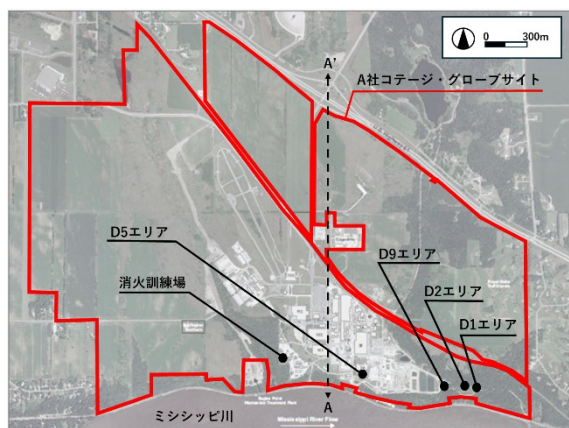 0 300m
A'
A社コテージ・グローブサイト
D5エリア
消火訓練場
D9エリア
D2エリア
D1エリア
A
ミシシッピ川
Mississippi River Flow